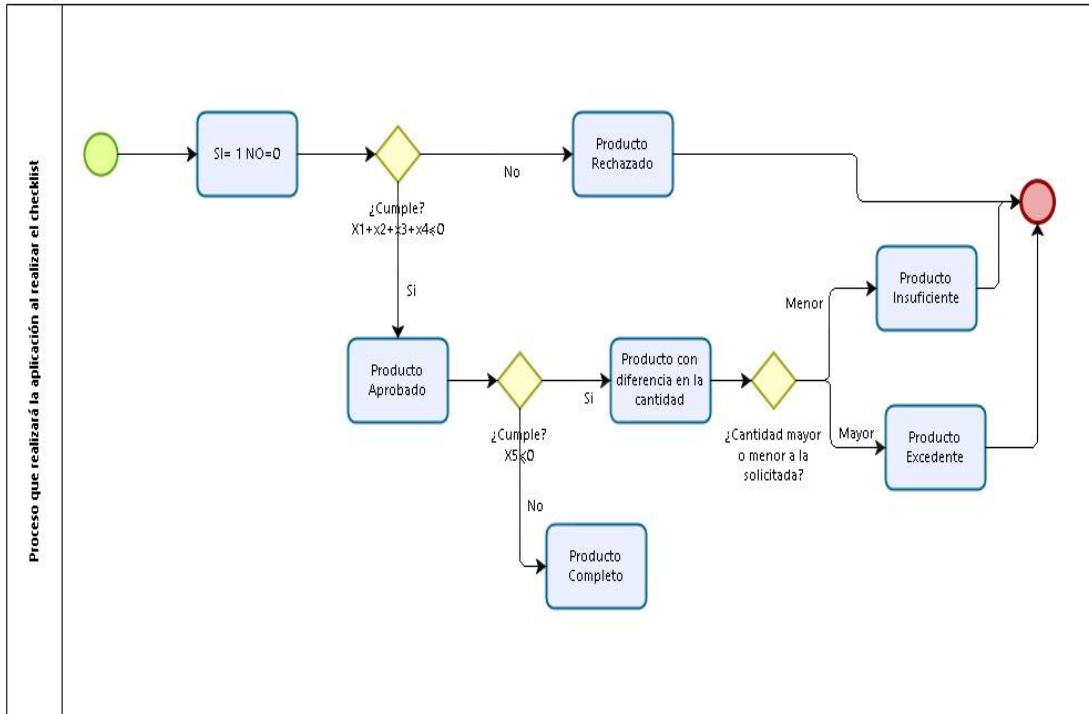 Proceso que realizará la aplicación al realizar el checklist
SI= 1 NO=0
¿Cumple?
X1+x2+x3+x4≤0
No
Producto
Rechazado
Si
Producto
Aprobado
¿Cumple?
X5≤0
Si
Producto con
diferencia en la
cantidad
¿Cantidad mayor
o menor a la
solicitada?
Menor
Producto
Insuficiente
Mayor
Producto
Excedente
No
Producto
Completo